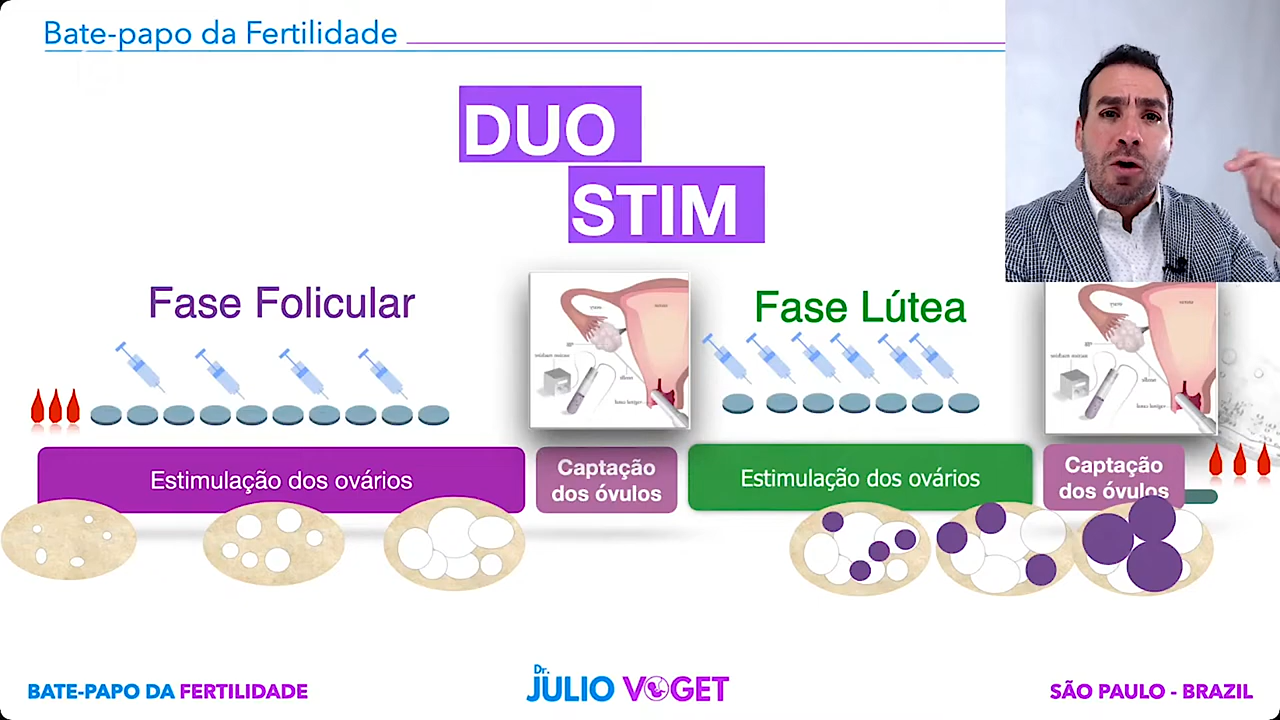 Bate-papo da Fertilidade
DUO
STIM
Fase Folicular
Fase Lútea
Estimulação dos ovários
Captação
dos óvulos
Estimulação dos ovários
Captação
dos óvulos
BATE-PAPO DA FERTILIDADE
Dr.
JULIO VOGET
SÃO PAULO - BRAZIL